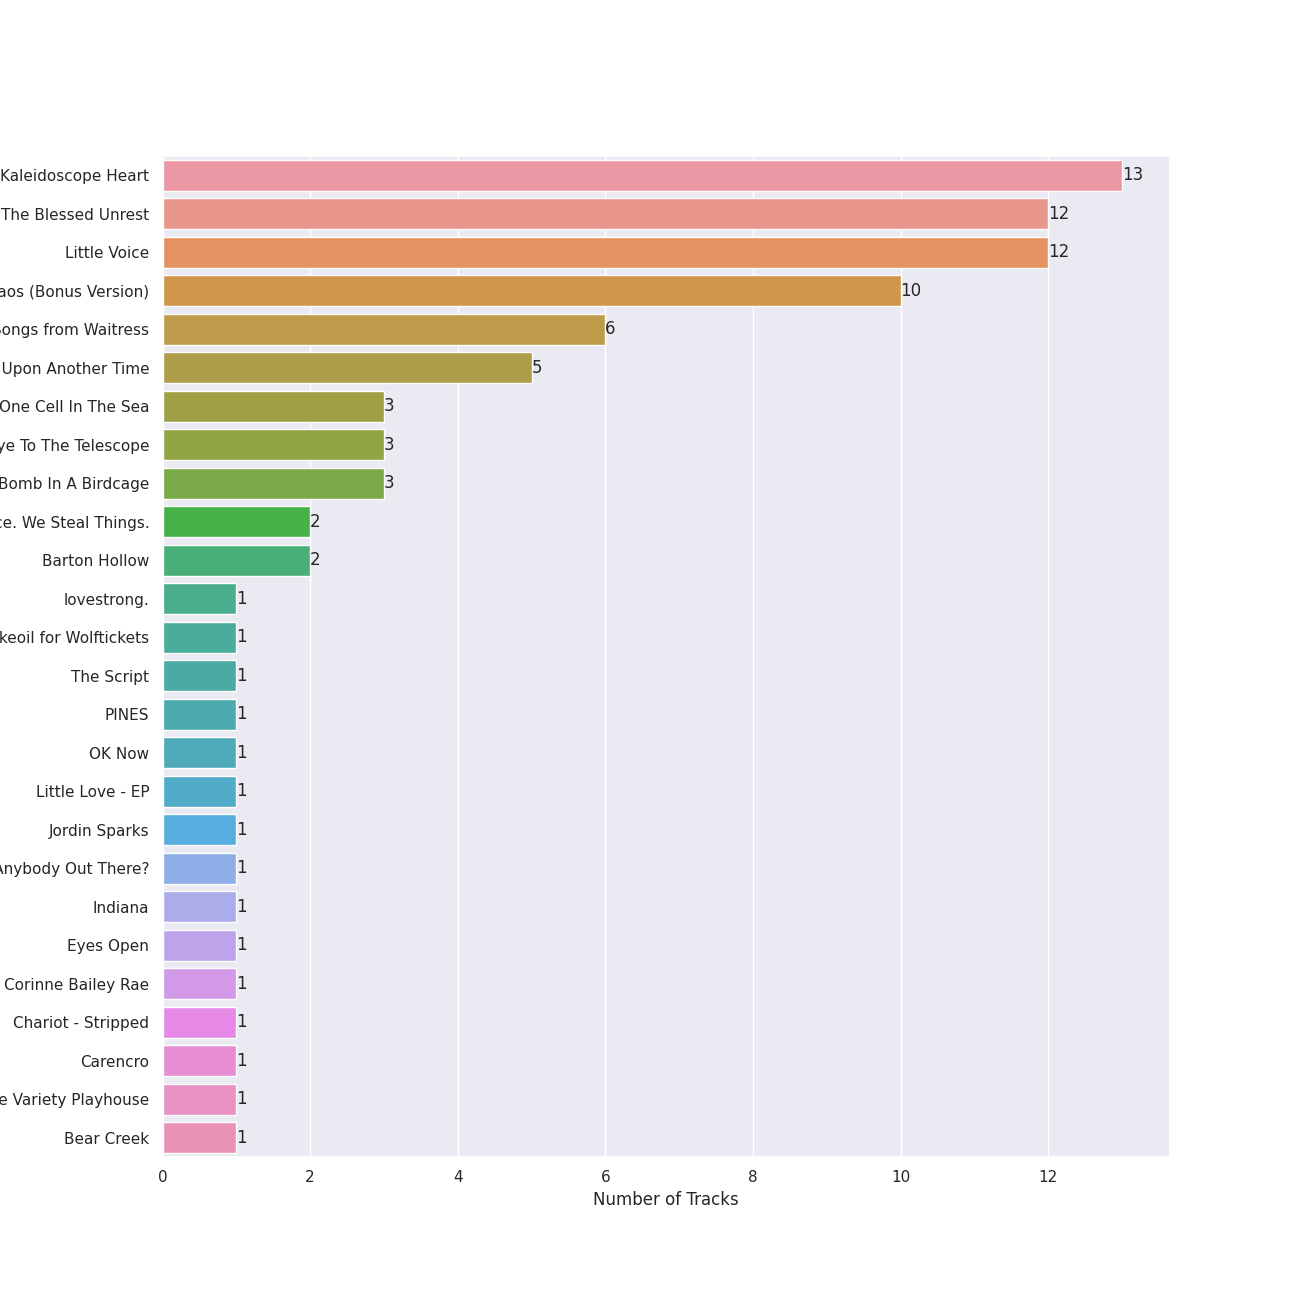 Kaleidoscope Heart 13
The Blessed Unrest 12
Little Voice 12
aos (Bonus Version) 10
Songs from Waitress 6
Upon Another Time 5
One Cell In The Sea 3
ye To The Telescope 3
Bomb In A Birdcage 3
ce. We Steal Things. 2
Barton Hollow 2
lovestrong. 1
keoil for Wolftickets 1
The Script 1
PINES 1
OK Now 1
Little Love - EP 1
Jordin Sparks 1
Anybody Out There? 1
Indiana 1
Eyes Open 1
Corinne Bailey Rae 1
Chariot - Stripped 1
Carencro 1
e Variety Playhouse 1
Bear Creek 1
0 2 4 6 8 10 12
Number of Tracks